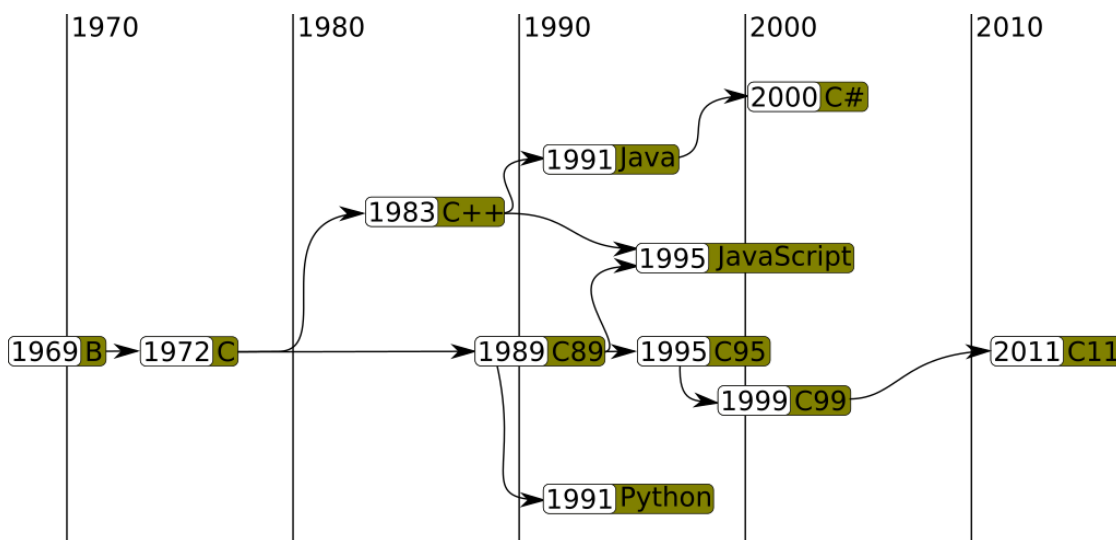 1970 1980 1990 2000 2010
2000 C#
1991 Java
1983 C++
1995 JavaScript
1969 B 1972 C 1989 C89 1995 C95 2011 C11
1999 C99
1991 Python